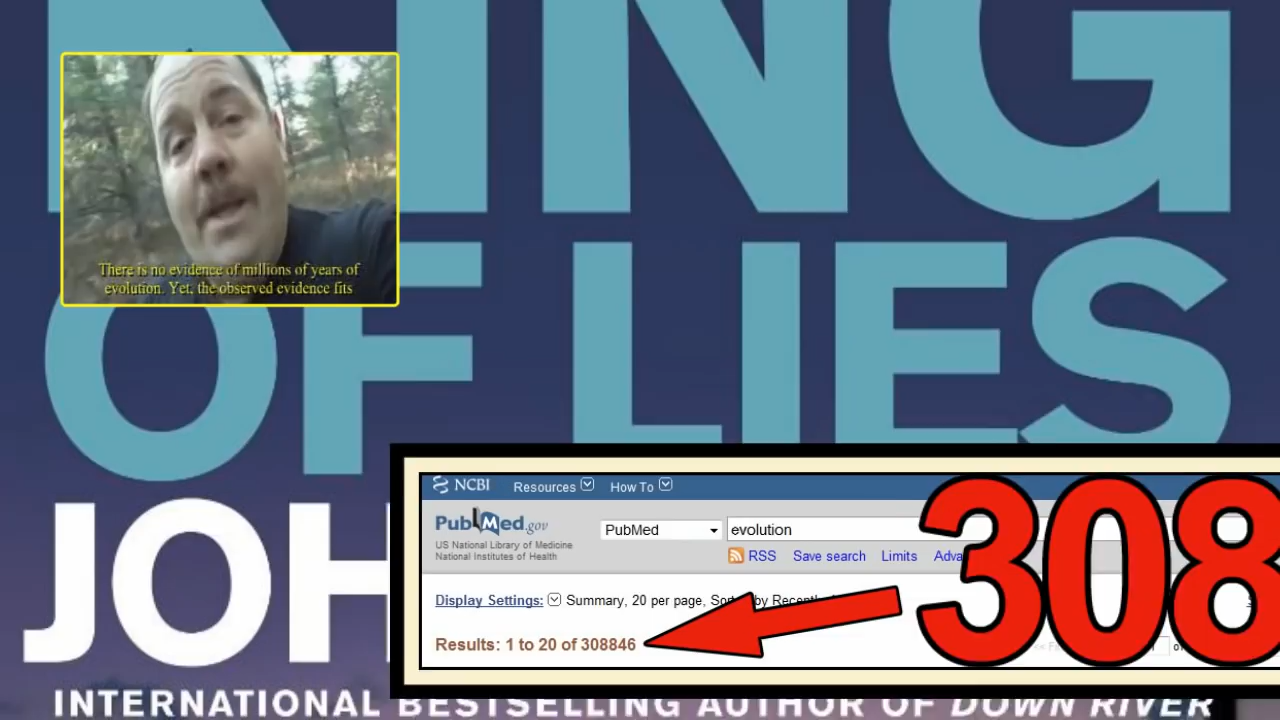 KING
OF LIES
JOH
INTERNATIONAL BESTSELLING AUTHOR OF DOWN RIVER
There is no evidence of millions of years of
evolution. Yet, the observed evidence fits
NCBI Resources How To
PubMed.gov
US National Library of Medicine
National Institutes of Health
PubMed evolution
RSS Save search Limits Adva
Display Settings: Summary, 20 per page, Sorted by Recently
Results: 1 to 20 of 308846
308